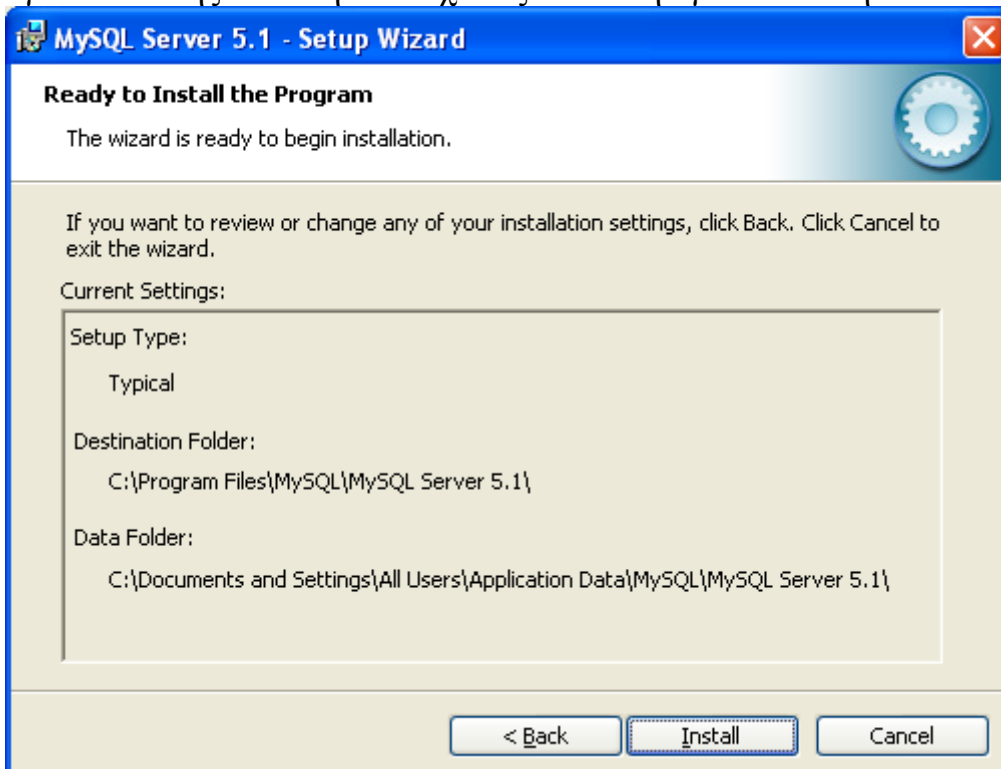 MySQL Server 5.1 - Setup Wizard
Ready to Install the Program
The wizard is ready to begin installation.
If you want to review or change any of your installation settings, click Back. Click Cancel to
exit the wizard.
Current Settings:
Setup Type:
Typical
Destination Folder:
C:\Program Files\MySQL\MySQL Server 5.1\
Data Folder:
C:\Documents and Settings\All Users\Application Data\MySQL\MySQL Server 5.1\
< Back
Install
Cancel